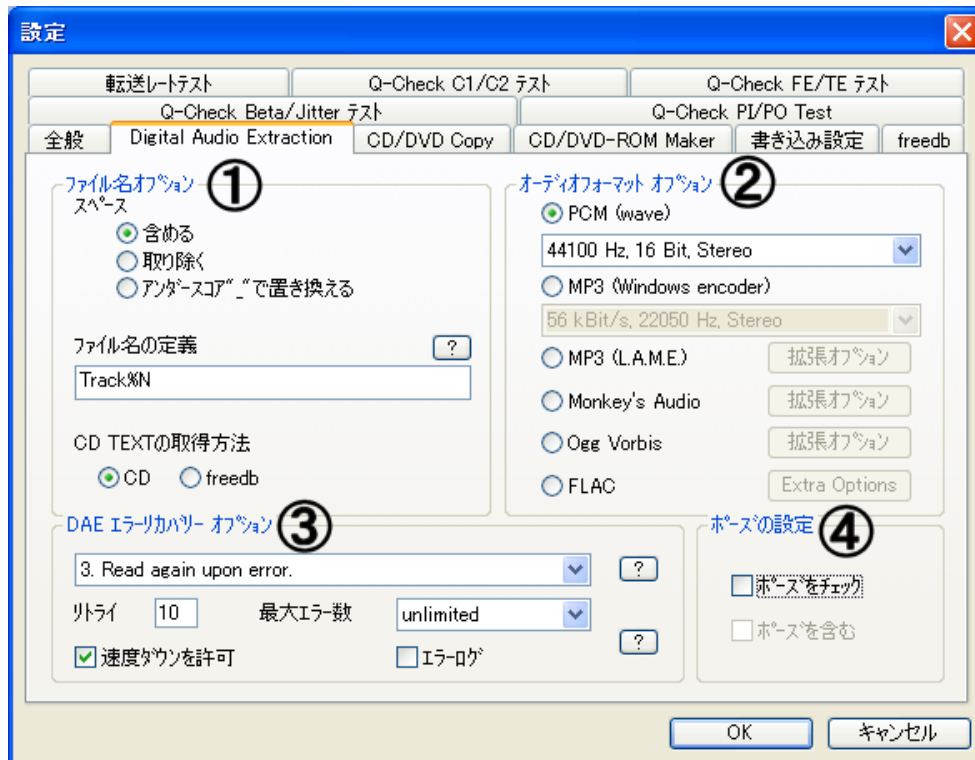 設定
転送レートテスト Q-Check C1/C2 テスト Q-Check FE/TE テスト
Q-Check Beta/Jitter テスト Q-Check PI/PO Test
全般 Digital Audio Extraction CD/DVD Copy CD/DVD-ROM Maker 書き込み設定 freedb
ファイル名オプション ①
スペース
含める
取り除く
アンダースコア"_"で置き換える
ファイル名の定義 ?
Track%N
CD TEXTの取得方法
CD freedb
オーディオフォーマット オプション ②
PCM (wave)
44100 Hz, 16 Bit, Stereo
MP3 (Windows encoder)
56 kBit/s, 22050 Hz, Stereo
MP3 (L.A.M.E.) 拡張オプション
Monkey's Audio 拡張オプション
Ogg Vorbis 拡張オプション
FLAC Extra Options
DAE エラーリカバリー オプション ③
3. Read again upon error. ?
リトライ 10 最大エラー数 unlimited
?
速度ダウンを許可 エラーログ
ポーズの設定 ④
ポーズをチェック
ポーズを含む
OK キャンセル